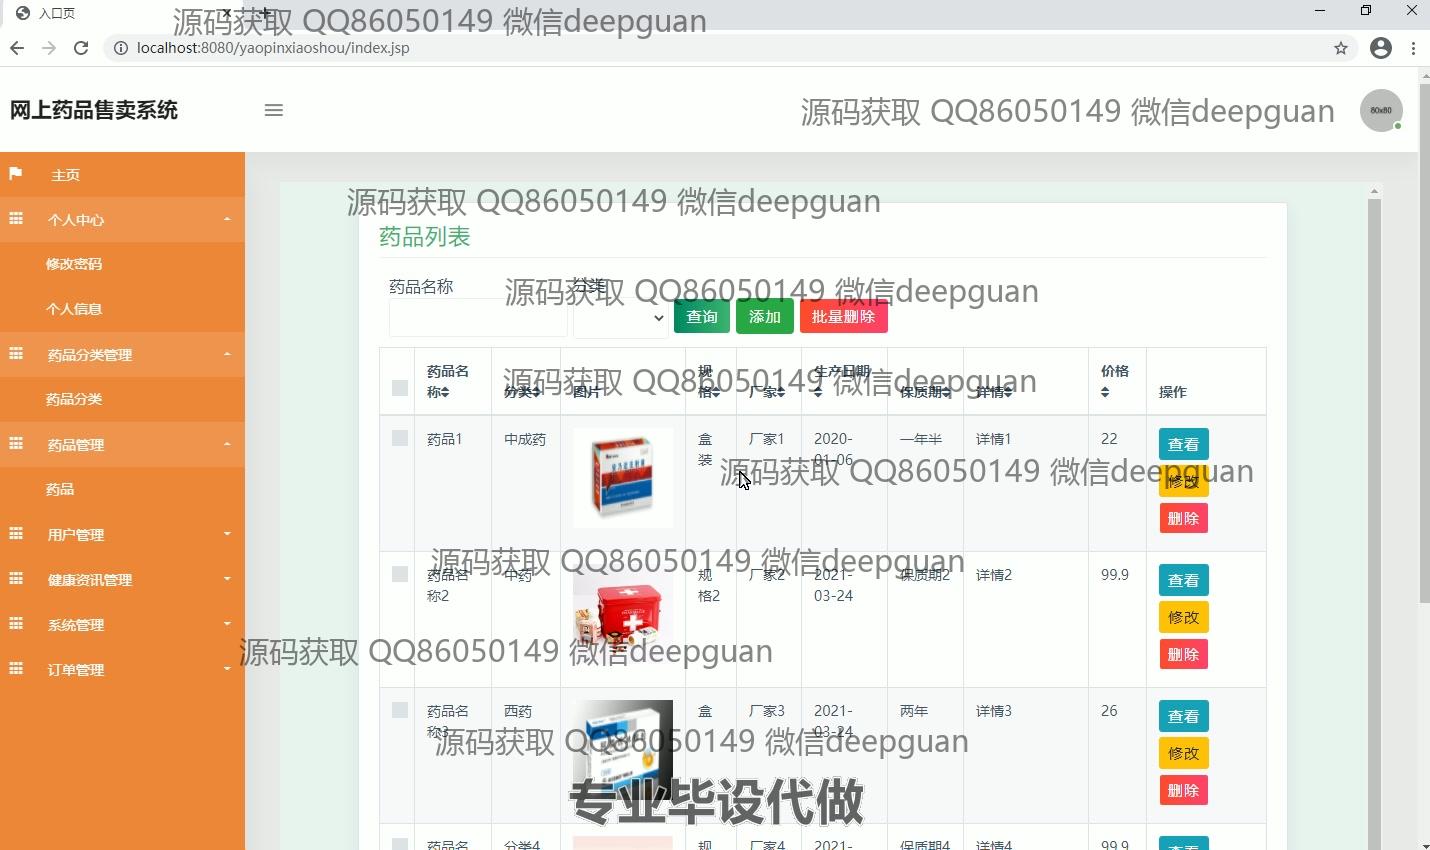 入口页
源码获取 QQ86050149 微信deepguan
localhost:8080/yaopinxiaoshou/index.jsp
网上药品售卖系统
源码获取 QQ86050149 微信deepguan
80x80
主页
个人中心
修改密码
个人信息
药品分类管理
药品分类
药品管理
药品
用户管理
健康资讯管理
系统管理
订单管理
源码获取 QQ86050149 微信deepguan
药品列表
药品名称
分类
源码获取 QQ86050149 微信deepguan
查询 添加 批量删除
药品名称 分类 图片 规格 厂家 生产日期 保质期 详情 价格 操作
源码获取 QQ86050149 微信deepguan
药品1 中成药 盒装 厂家1 2020-01-06 一年半 详情1 22 查看
修改
删除
源码获取 QQ86050149 微信deepguan
源码获取 QQ86050149 微信deepguan
药品名称2 中药 规格2 厂家2 2021-03-24 保质期2 详情2 99.9 查看
修改
删除
源码获取 QQ86050149 微信deepguan
药品名称3 西药 盒装 厂家3 2021-03-24 两年 详情3 26 查看
修改
删除
源码获取 QQ86050149 微信deepguan
专业毕设代做
药品名 分类4 规 厂家4 2021- 保质期4 详情4 99.9 查看